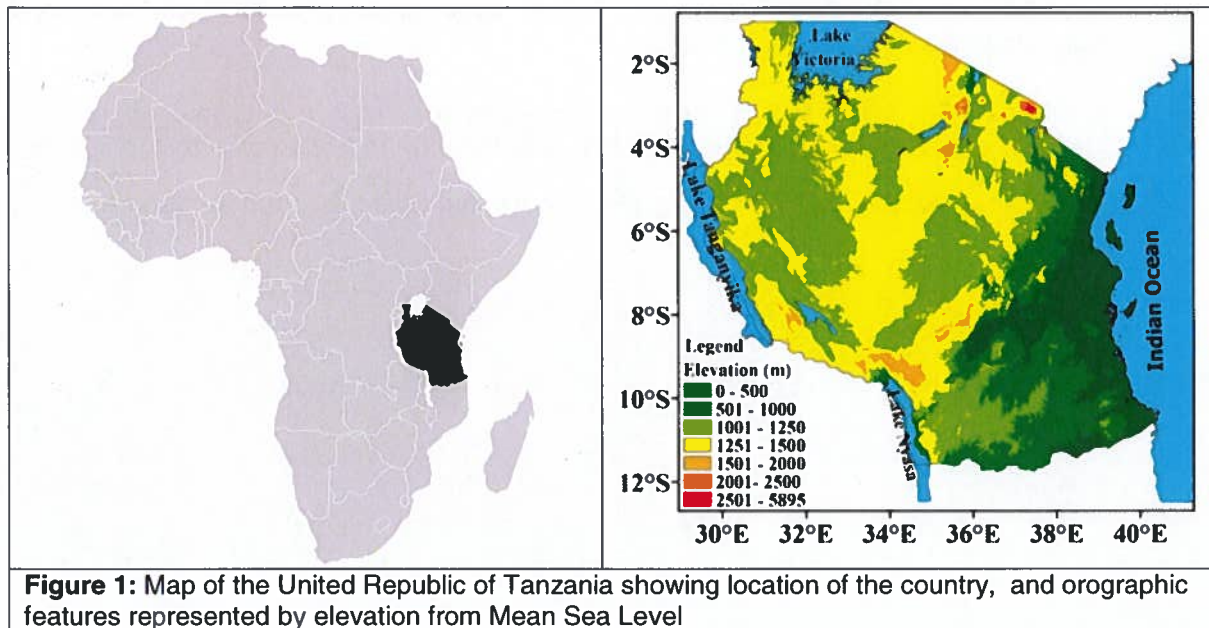 Lake
Victoria
2°S
4°S
6°S
8°S
10°S
12°S
Lake Tanganyika
Indian Ocean
Lake Nyasa
Legend
Elevation (m)
0 - 500
501 - 1000
1001 - 1250
1251 - 1500
1501 - 2000
2001- 2500
2501 - 5895
30°E 32°E 34°E 36°E 38°E 40°E
Figure 1: Map of the United Republic of Tanzania showing location of the country, and orographic
features represented by elevation from Mean Sea Level